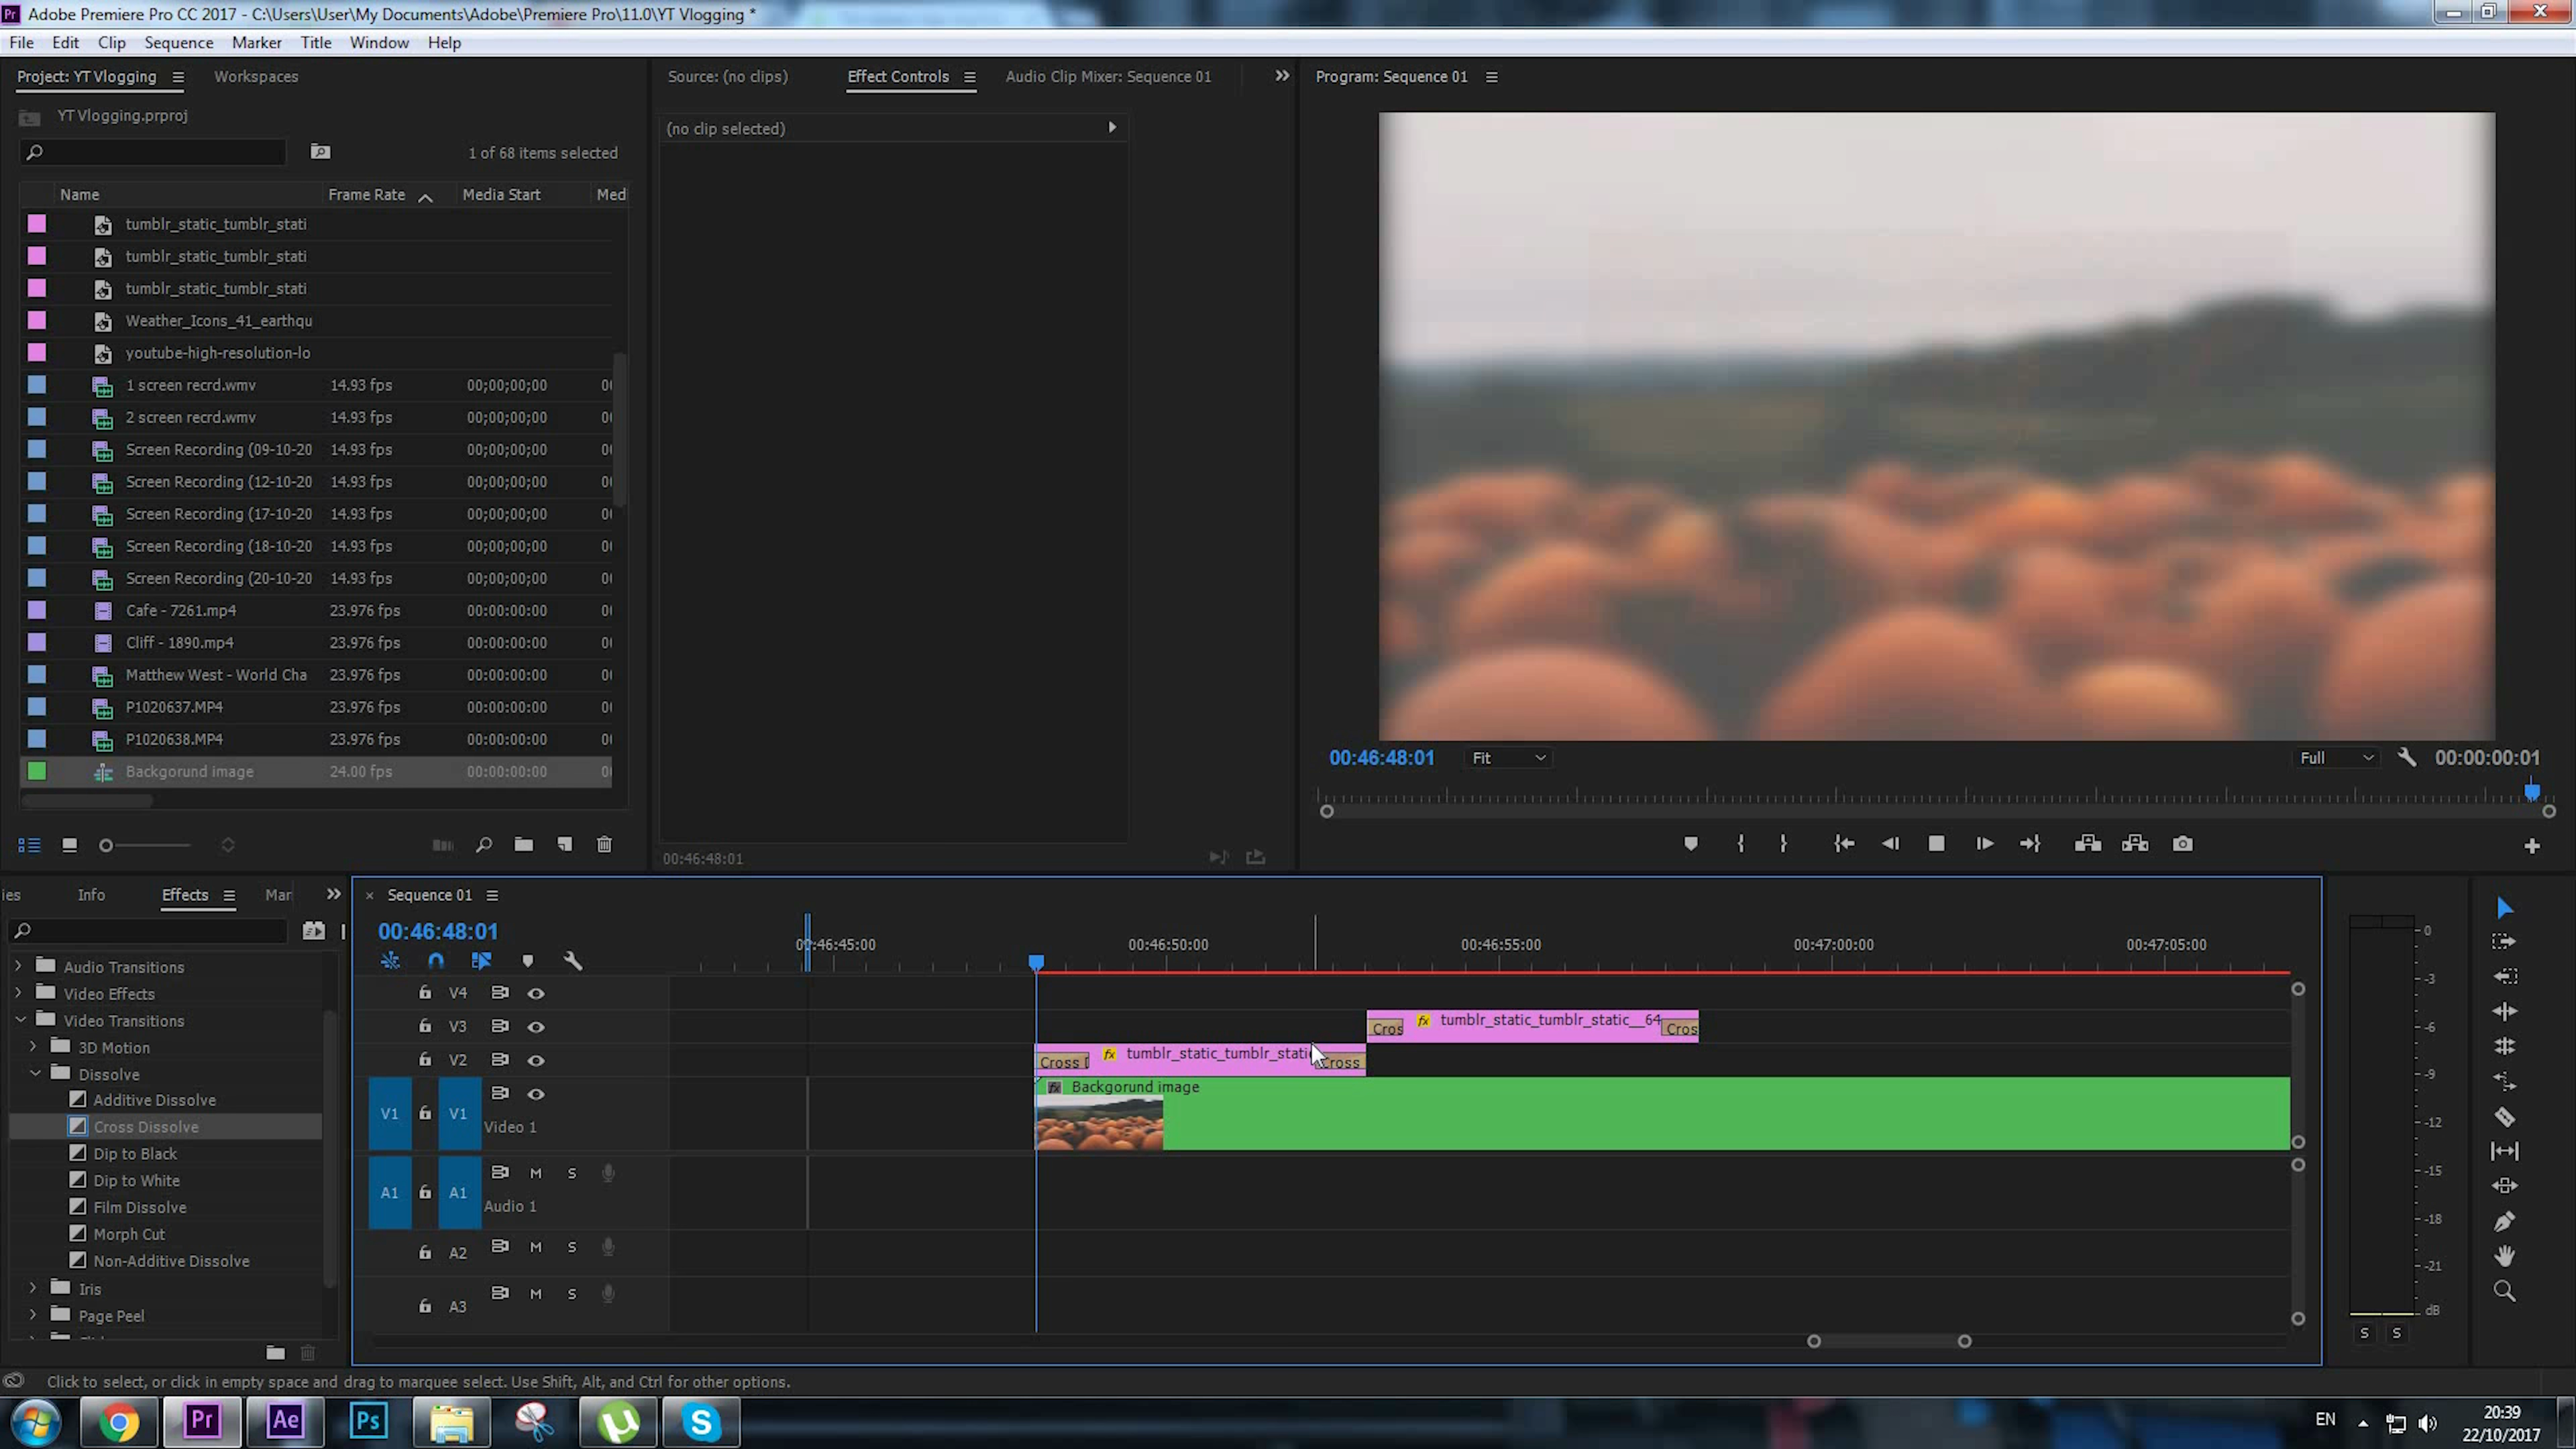 Adobe Premiere Pro CC 2017 - C:\Users\User\My Documents\Adobe\Premiere Pro\11.0\YT Vlogging *
File Edit Clip Sequence Marker Title Window Help
Project: YT Vlogging Workspaces
YT Vlogging.prproj
1 of 68 items selected
Name Frame Rate Media Start Med
tumblr_static_tumblr_stati
tumblr_static_tumblr_stati
tumblr_static_tumblr_stati
Weather_Icons_41_earthqu
youtube-high-resolution-lo
1 screen recrd.wmv 14.93 fps 00;00;00;00
2 screen recrd.wmv 14.93 fps 00;00;00;00
Screen Recording (09-10-20 14.93 fps 00;00;00;00
Screen Recording (12-10-20 14.93 fps 00;00;00;00
Screen Recording (17-10-20 14.93 fps 00;00;00;00
Screen Recording (18-10-20 14.93 fps 00;00;00;00
Screen Recording (20-10-20 14.93 fps 00;00;00;00
Cafe - 7261.mp4 23.976 fps 00:00:00:00
Cliff - 1890.mp4 23.976 fps 00:00:00:00
Matthew West - World Cha 23.976 fps 00:00:00:00
P1020637.MP4 23.976 fps 00:00:00:00
P1020638.MP4 23.976 fps 00:00:00:00
Backgorund image 24.00 fps 00:00:00:00
Source: (no clips) Effect Controls Audio Clip Mixer: Sequence 01
(no clip selected)
00:46:48:01
Program: Sequence 01
00:46:48:01 Fit Full 00:00:00:01
ies Info Effects Mar
Audio Transitions
Video Effects
Video Transitions
3D Motion
Dissolve
Additive Dissolve
Cross Dissolve
Dip to Black
Dip to White
Film Dissolve
Morph Cut
Non-Additive Dissolve
Iris
Page Peel
× Sequence 01
00:46:48:01
00:46:45:00 00:46:50:00 00:46:55:00 00:47:00:00 00:47:05:00
V4
V3 Cros fx tumblr_static_tumblr_static__64 Cros
V2 Cross D fx tumblr_static_tumblr_stati Cross
V1 V1 Video 1 fx Backgorund image
A1 A1 M S Audio 1
A2 M S
A3 M S
0
-3
-6
-9
-12
-15
-18
-21
dB
S S
Click to select, or click in empty space and drag to marquee select. Use Shift, Alt, and Ctrl for other options.
Pr Ae Ps S
EN
20:39
22/10/2017